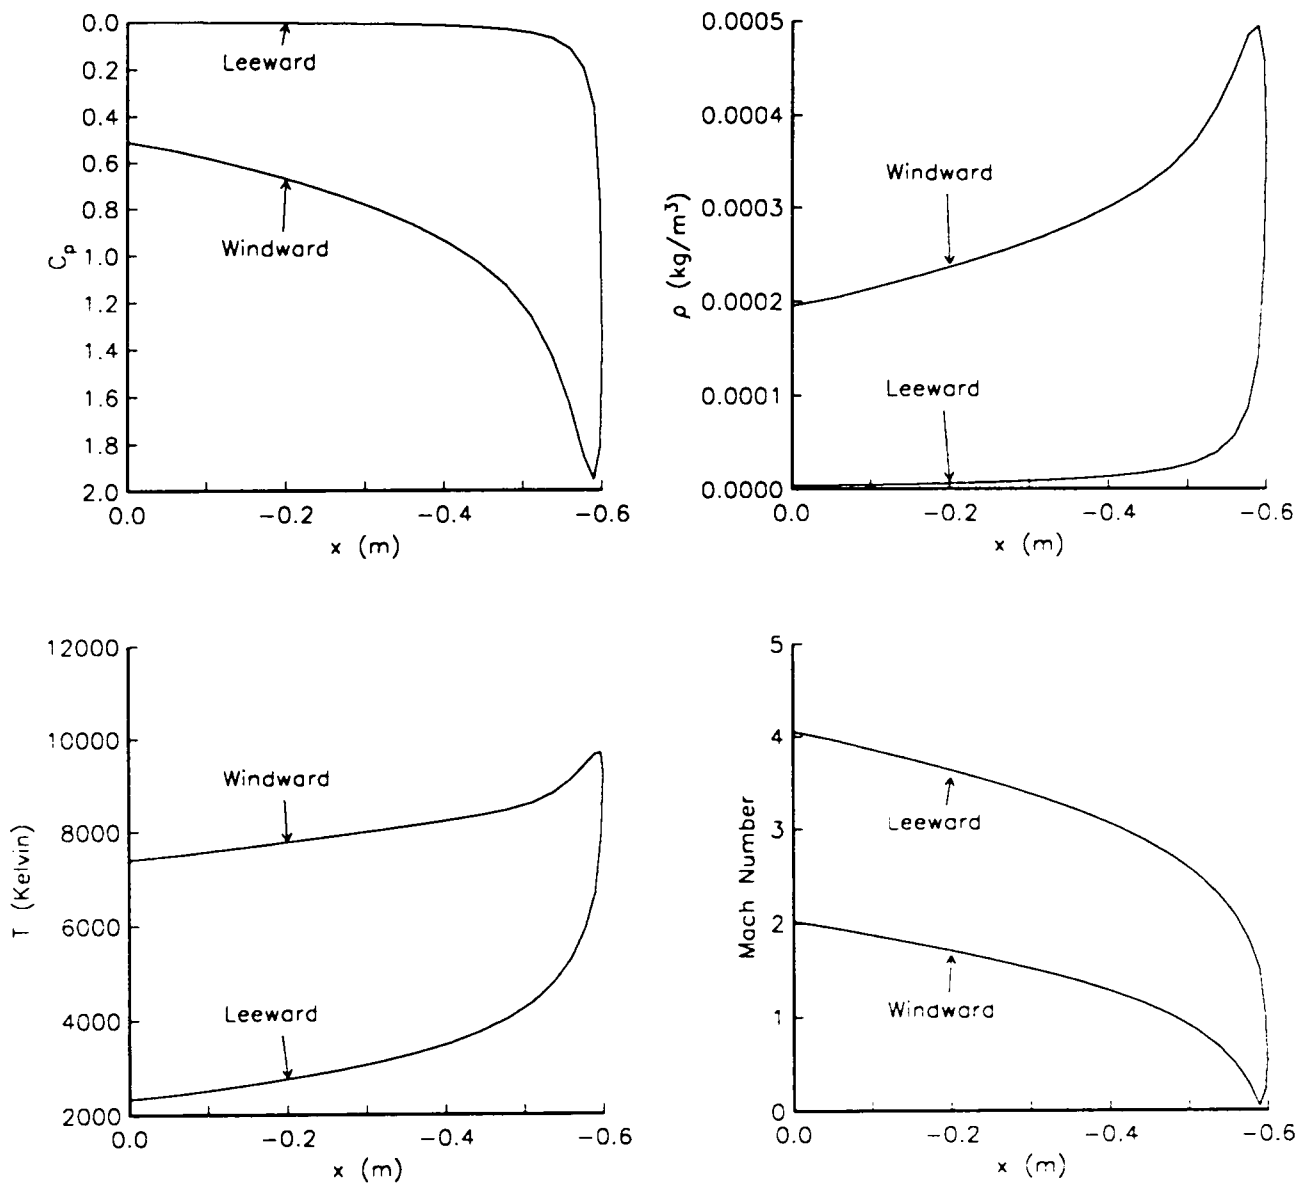 0.0
0.2
0.4
0.6
0.8
1.0
1.2
1.4
1.6
1.8
2.0
C_p
Leeward
Windward
0.0 −0.2 −0.4 −0.6
x (m)
0.0005
0.0004
0.0003
0.0002
0.0001
0.0000
ρ (kg/m³)
Windward
Leeward
0.0 −0.2 −0.4 −0.6
x (m)
12000
10000
8000
6000
4000
2000
T (Kelvin)
Windward
Leeward
0.0 −0.2 −0.4 −0.6
x (m)
5
4
3
2
1
0
Mach Number
Leeward
Windward
0.0 −0.2 −0.4 −0.6
x (m)